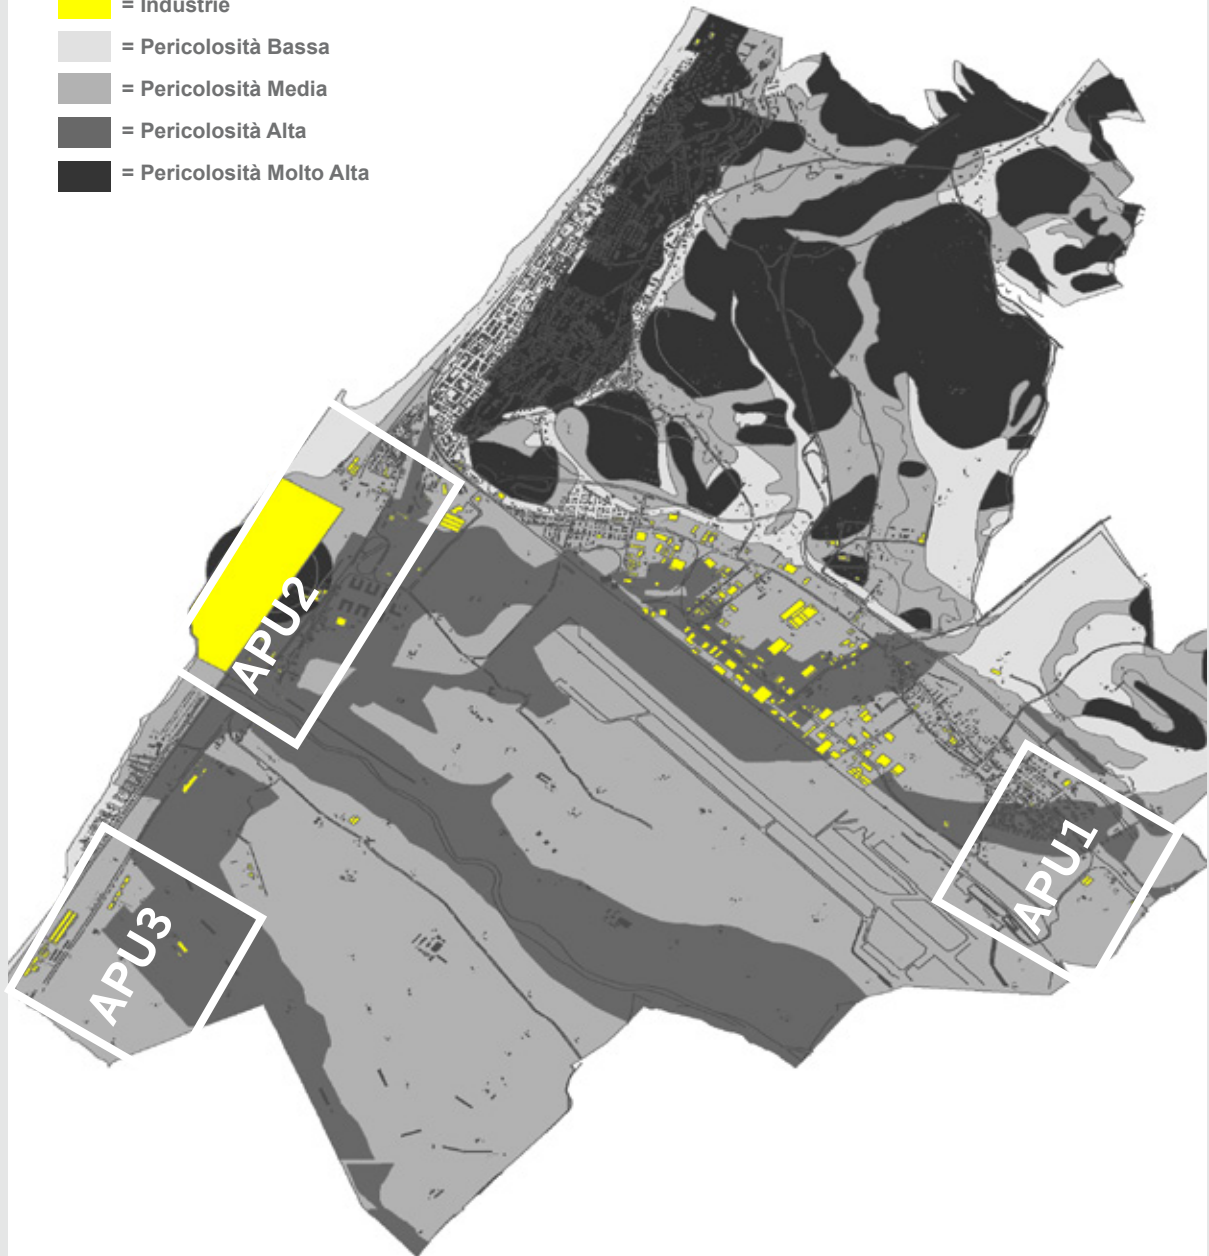 = Industrie
= Pericolosità Bassa
= Pericolosità Media
= Pericolosità Alta
= Pericolosità Molto Alta
APU2
APU1
APU3